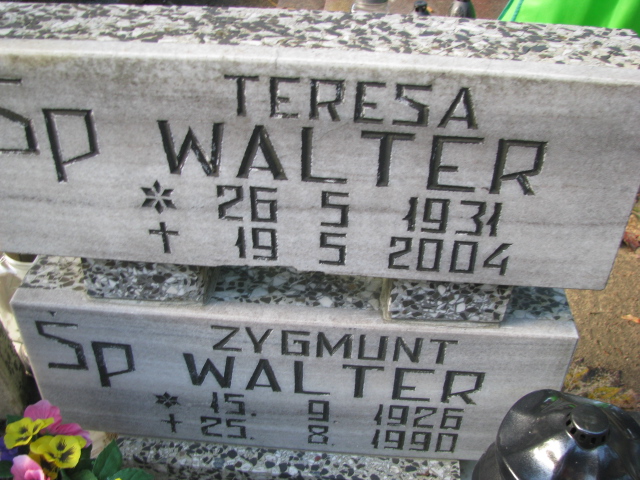 TERESA
ŚP WALTER
* 26 5 1931
† 19 5 2004
ZYGMUNT
ŚP WALTER
* 15. 9. 1926
† 25. 8. 1990